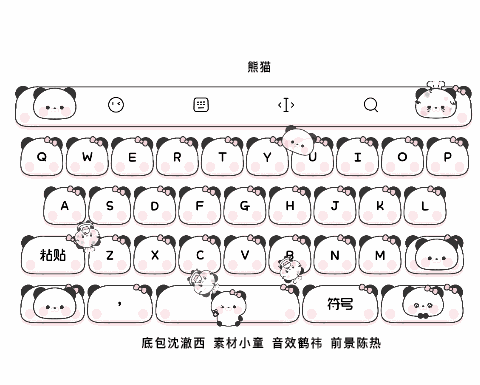 熊猫
Q W E R T Y U I O P
A S D F G H J K L
粘贴 Z X C V B N M
， 符号
底包沈澈西 素材小童 音效鹤祎 前景陈热